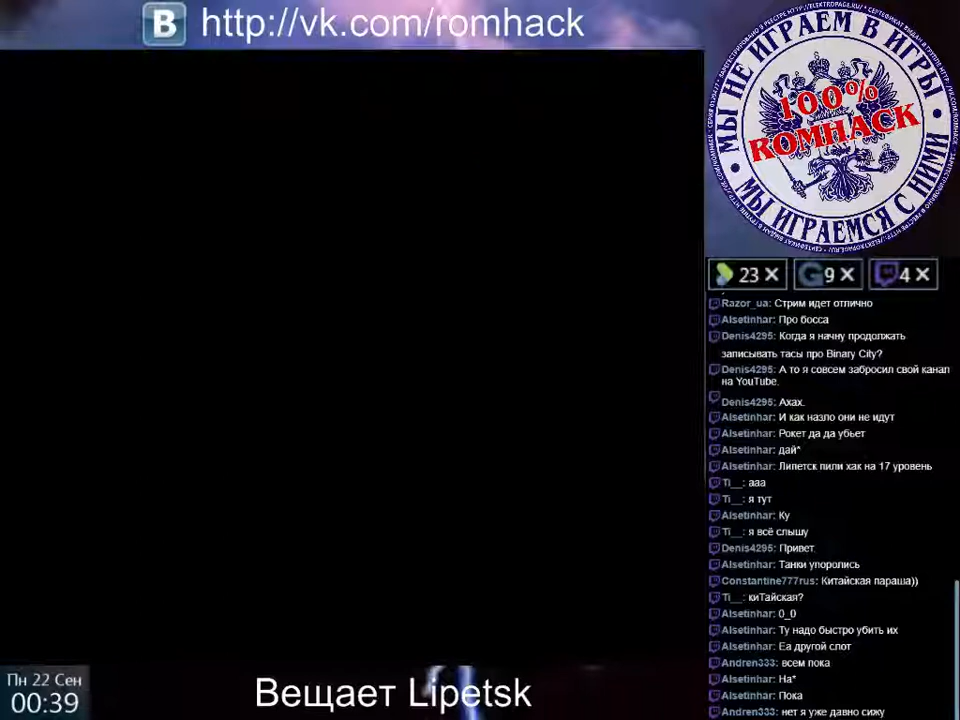 В http://vk.com/romhack
МЫ НЕ ИГРАЕМ В ИГРЫ
100%
ROMHACK
МЫ ИГРАЕМСЯ С НИМИ
23 × 9 × 4 ×
Razor_ua: Стрим идет отлично
Alsetinhar: Про босса
Denis4295: Когда я начну продолжать
записывать тасы про Binary City?
Denis4295: А то я совсем забросил свой канал
на YouTube.
Denis4295: Ахах.
Alsetinhar: И как назло они не идут
Alsetinhar: Рокет да да убьет
Alsetinhar: дай*
Alsetinhar: Липетск пили хак на 17 уровень
Ti__: ааа
Ti__: я тут
Alsetinhar: Ку
Ti__: я всё слышу
Denis4295: Привет.
Alsetinhar: Танки упоролись
Constantine777rus: Китайская параша))
Ti__: киТайская?
Alsetinhar: 0_0
Alsetinhar: Ту надо быстро убить их
Alsetinhar: Еа другой слот
Andren333: всем пока
Alsetinhar: На*
Alsetinhar: Пока
Andren333: нет я уже давно сижу
Пн 22 Сен
00:39
Вещает Lipetsk